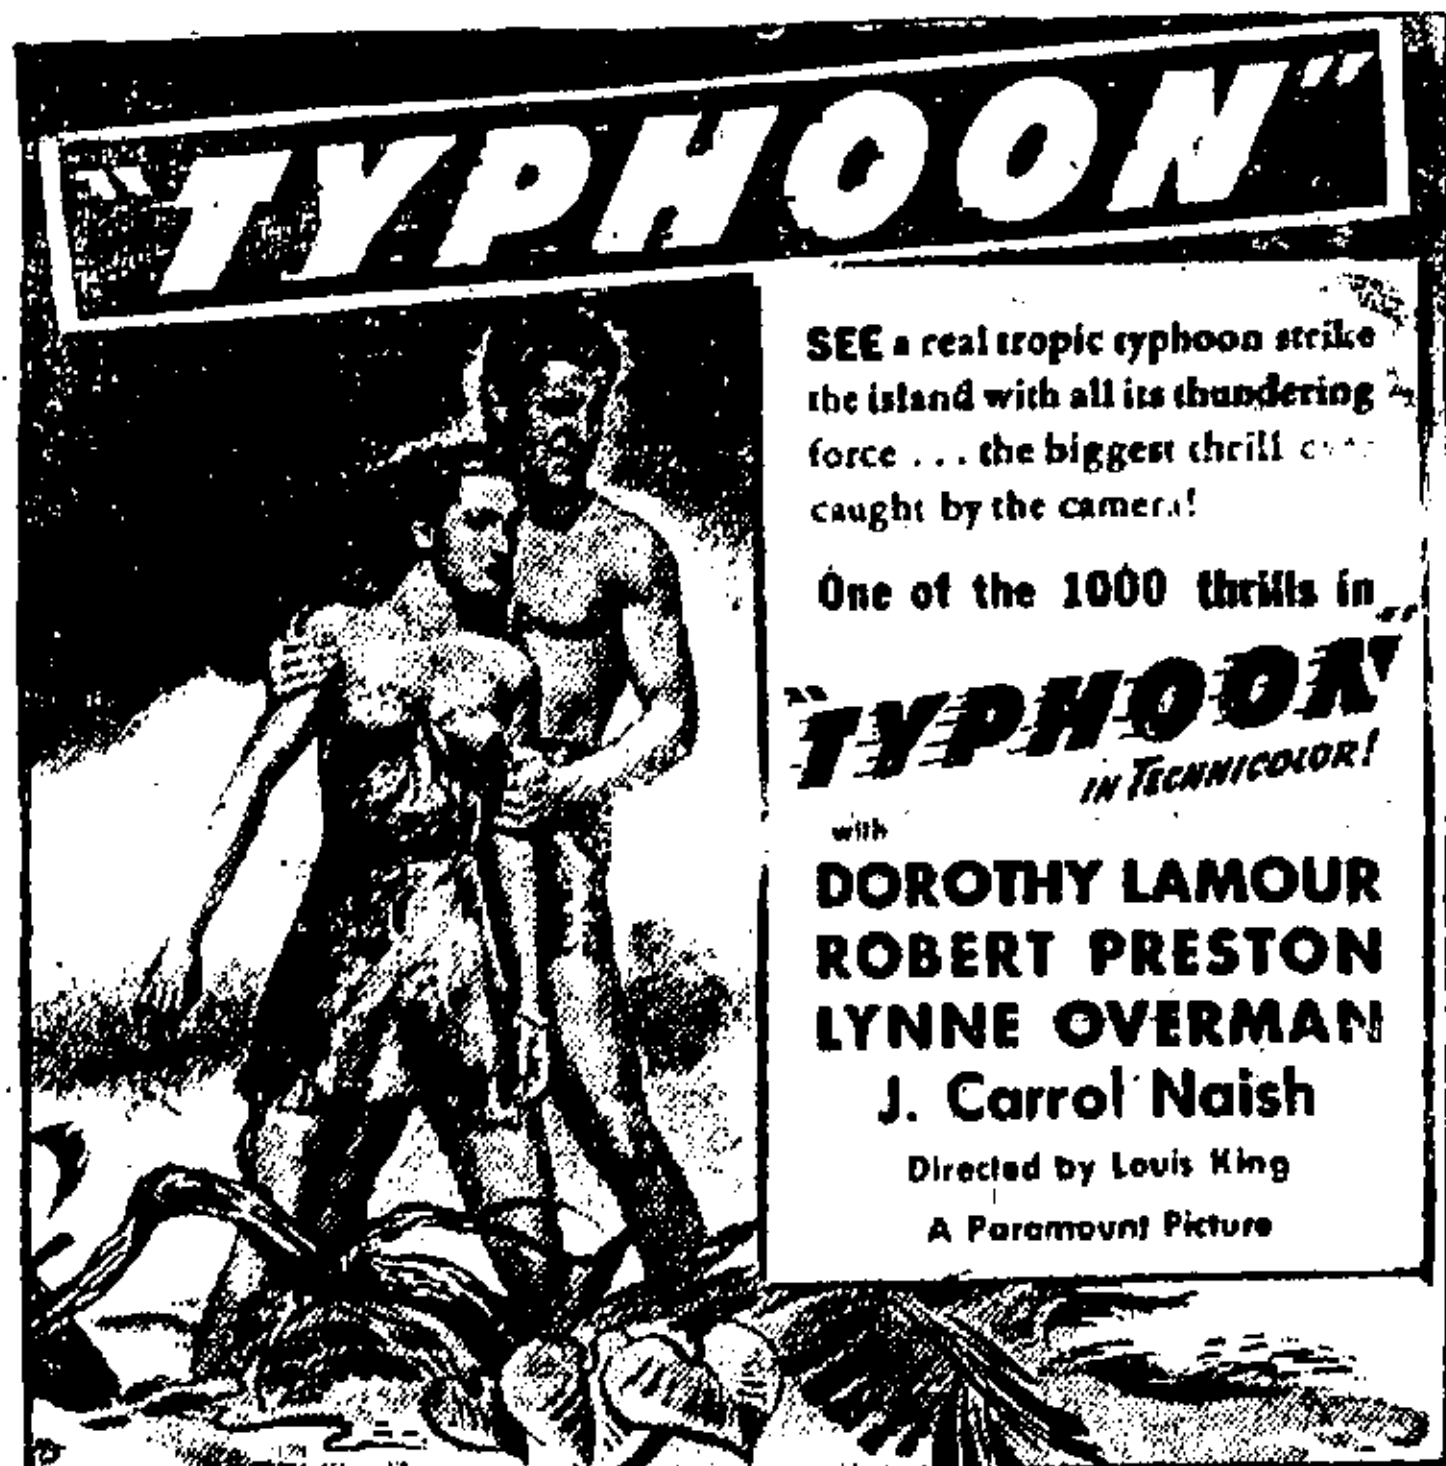 "TYPHOON"
SEE a real tropic typhoon strike
the island with all its thundering
force ... the biggest thrill
caught by the camera!
One of the 1000 thrills in
"TYPHOON"
IN TECHNICOLOR!
with
DOROTHY LAMOUR
ROBERT PRESTON
LYNNE OVERMAN
J. Carrol Naish
Directed by Louis King
A Paramount Picture